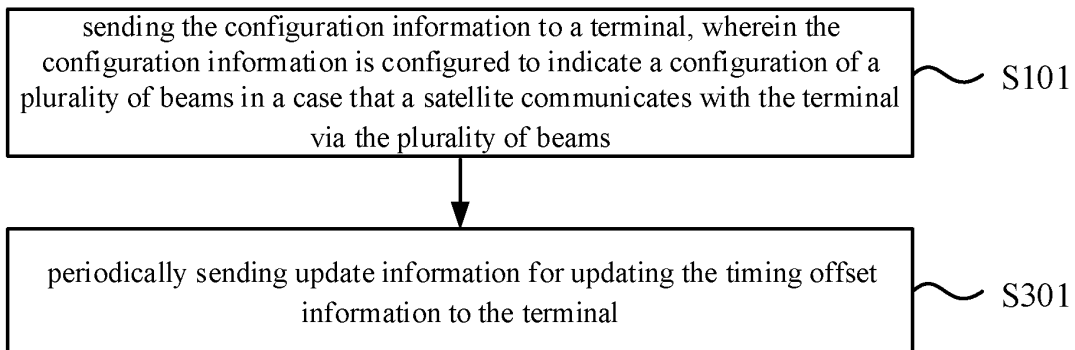 sending the configuration information to a terminal, wherein the
configuration information is configured to indicate a configuration of a
plurality of beams in a case that a satellite communicates with the terminal
via the plurality of beams
S101
periodically sending update information for updating the timing offset
information to the terminal
S301